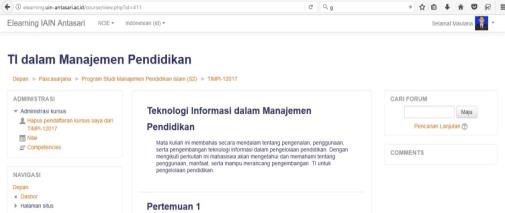 elearning.uin-antasari.ac.id/course/view.php?id=411
g
Elearning IAIN Antasari
NCIE
Indonesian (id)
Selamat Maulana
TI dalam Manajemen Pendidikan
Depan > Pascasarjana > Program Studi Manajemen Pendidikan Islam (S2) > TIMPI-12017
ADMINISTRASI
Administrasi kursus
Hapus pendaftaran kursus saya dari
TIMPI-12017
Nilai
Competencies
NAVIGASI
Depan
Dasbor
Halaman situs
Teknologi Informasi dalam Manajemen
Pendidikan
Mata kuliah ini membahas secara mendalam tentang pengenalan, penggunaan,
serta pengembangan teknologi informasi dalam pengelolaan pendidikan. Dengan
mengikuti perkuliah ini mahasiswa akan mengetahui dan memahami tentang
penggunaan, manfaat, serta mampu merancang pengembangan TI untuk
pengelolaan pendidikan.
Pertemuan 1
CARI FORUM
Maju
Pencarian Lanjutan
COMMENTS